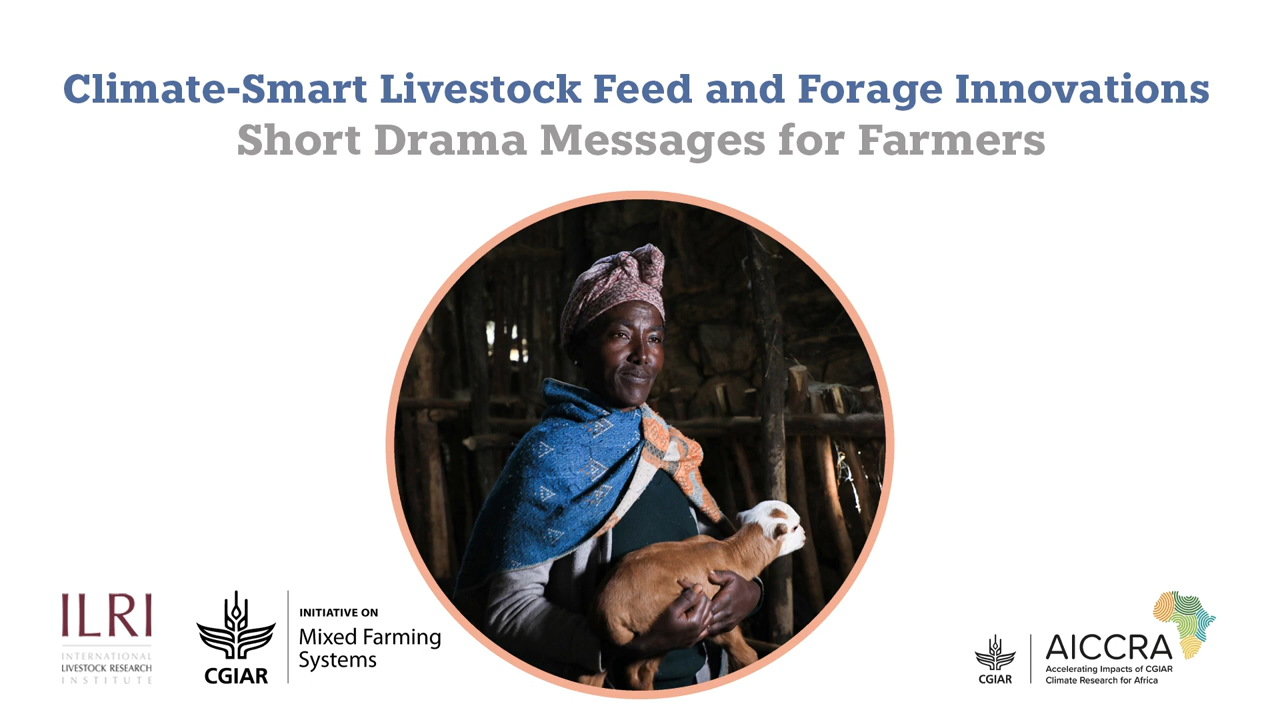 Climate-Smart Livestock Feed and Forage Innovations
Short Drama Messages for Farmers
ILRI
INTERNATIONAL
LIVESTOCK RESEARCH
INSTITUTE
CGIAR
INITIATIVE ON
Mixed Farming
Systems
CGIAR
AICCRA
Accelerating Impacts of CGIAR
Climate Research for Africa